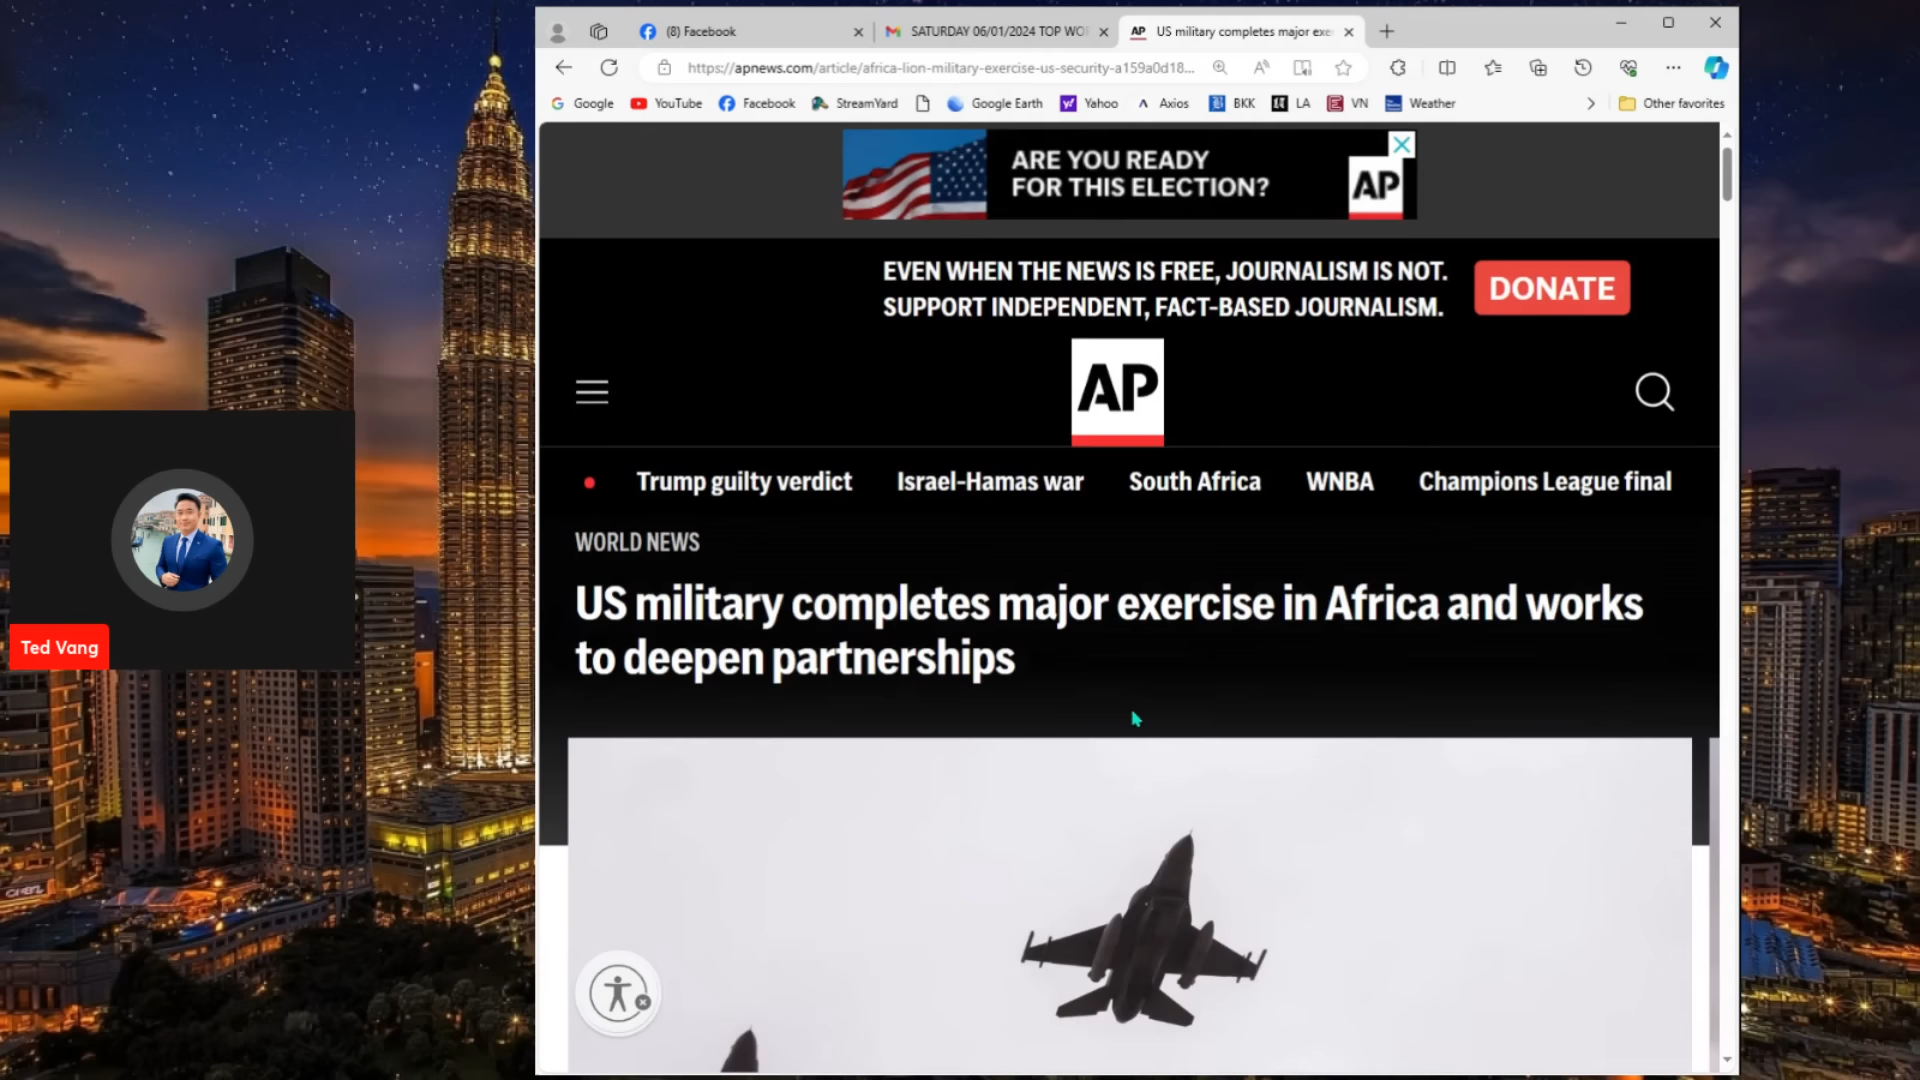 (8) Facebook
SATURDAY 06/01/2024 TOP WO
AP US military completes major exe
https://apnews.com/article/africa-lion-military-exercise-us-security-a159a0d18...
Google YouTube Facebook StreamYard Google Earth Yahoo Axios BKK LA VN Weather Other favorites
ARE YOU READY
FOR THIS ELECTION?
AP
EVEN WHEN THE NEWS IS FREE, JOURNALISM IS NOT.
SUPPORT INDEPENDENT, FACT-BASED JOURNALISM.
DONATE
AP
Trump guilty verdict Israel-Hamas war South Africa WNBA Champions League final
WORLD NEWS
US military completes major exercise in Africa and works
to deepen partnerships
Ted Vang